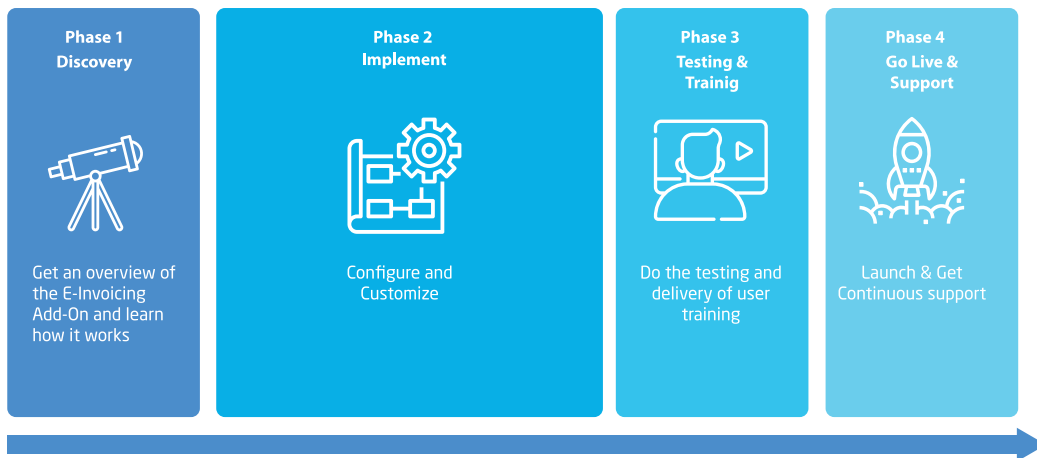 Phase 1
Discovery
Get an overview of
the E-Invoicing
Add-On and learn
how it works
Phase 2
Implement
Configure and
Customize
Phase 3
Testing &
Trainig
Do the testing and
delivery of user
training
Phase 4
Go Live &
Support
Launch & Get
Continuous support